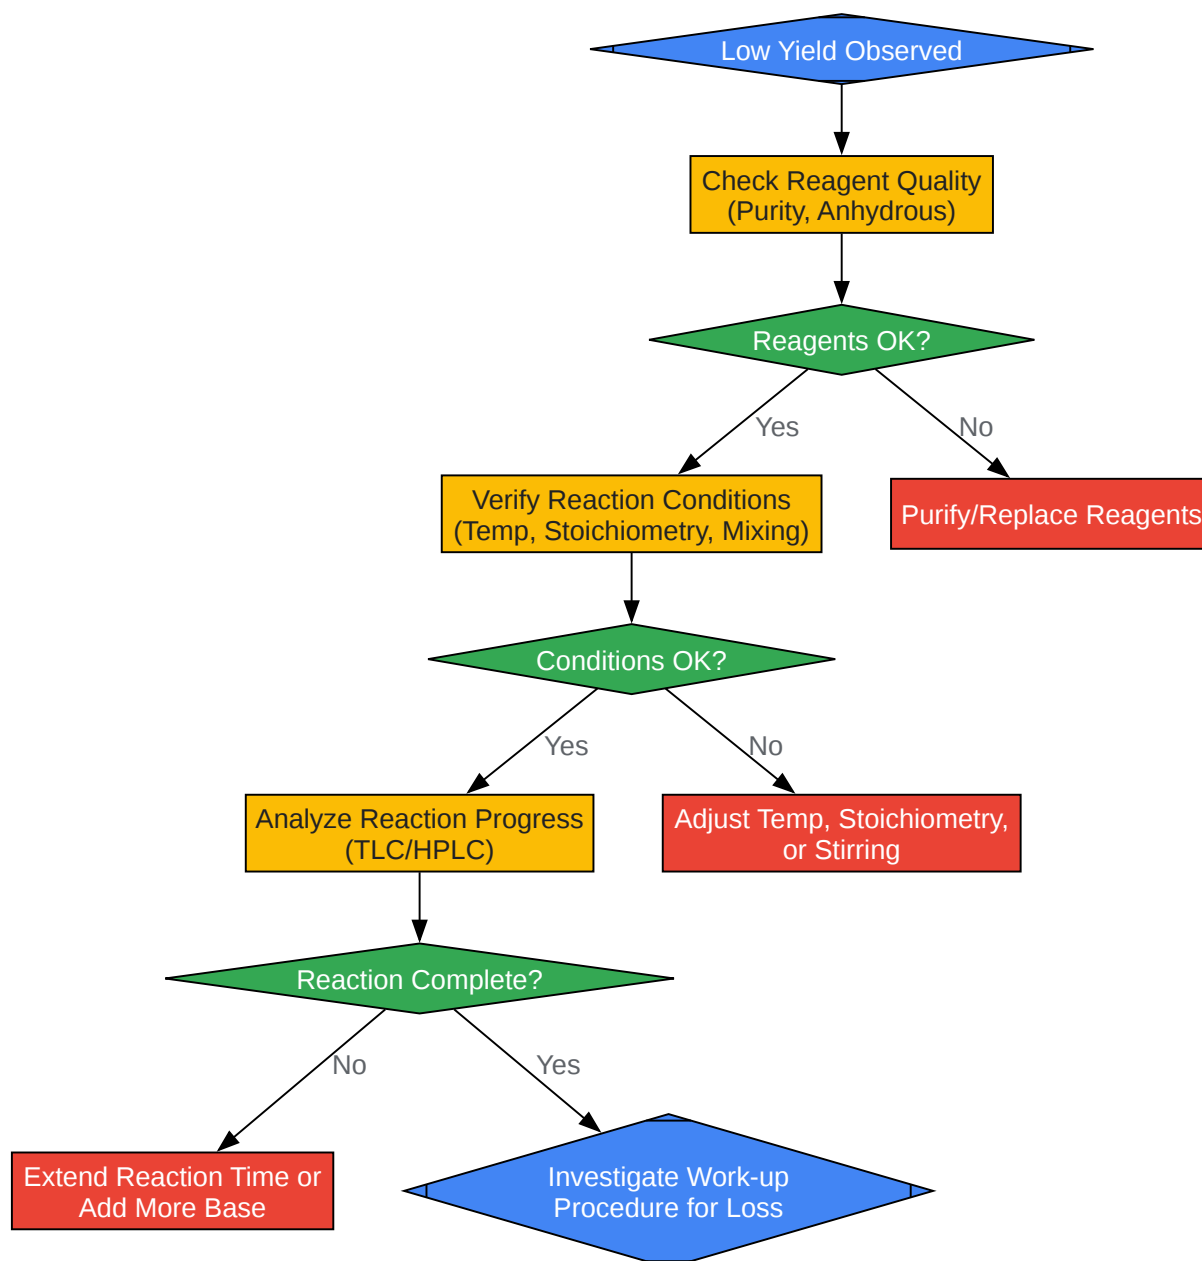 Low Yield Observed
Check Reagent Quality
(Purity, Anhydrous)
Reagents OK?
Yes
No
Verify Reaction Conditions
(Temp, Stoichiometry, Mixing)
Purify/Replace Reagents
Conditions OK?
Yes
No
Analyze Reaction Progress
(TLC/HPLC)
Adjust Temp, Stoichiometry,
or Stirring
Reaction Complete?
No
Yes
Extend Reaction Time or
Add More Base
Investigate Work-up
Procedure for Loss